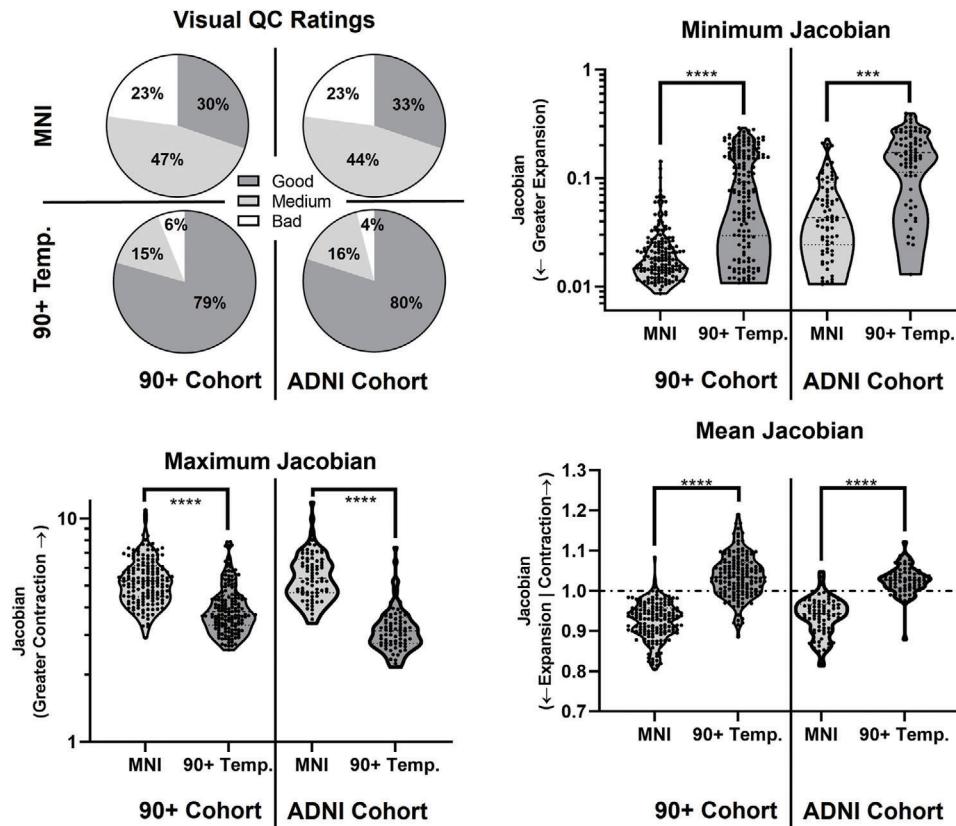 Visual QC Ratings
MNI
23%
30%
47%
23%
33%
44%
Good
Medium
Bad
90+ Temp.
6%
15%
79%
4%
16%
80%
90+ Cohort
ADNI Cohort
Minimum Jacobian
Jacobian
(← Greater Expansion)
1
0.1
0.01
****
***
MNI
90+ Temp.
MNI
90+ Temp.
90+ Cohort
ADNI Cohort
Maximum Jacobian
Jacobian
(Greater Contraction →)
10
1
****
****
MNI
90+ Temp.
MNI
90+ Temp.
90+ Cohort
ADNI Cohort
Mean Jacobian
Jacobian
(←Expansion | Contraction→)
1.3
1.2
1.1
1.0
0.9
0.8
0.7
****
****
MNI
90+ Temp.
MNI
90+ Temp.
90+ Cohort
ADNI Cohort